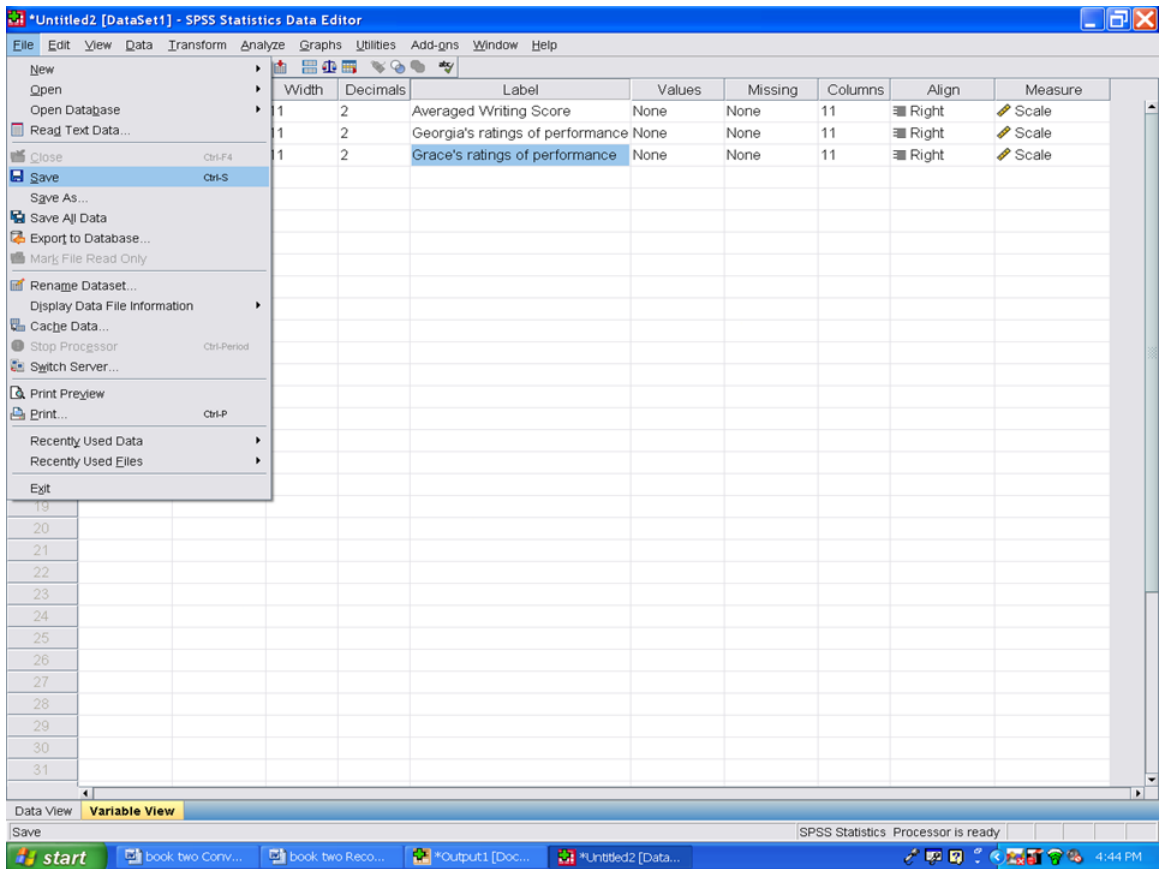 *Untitled2 [DataSet1] - SPSS Statistics Data Editor
File Edit View Data Transform Analyze Graphs Utilities Add-ons Window Help
New
Open
Open Database
Read Text Data...
Close Ctrl-F4
Save Ctrl-S
Save As...
Save All Data
Export to Database...
Mark File Read Only
Rename Dataset...
Display Data File Information
Cache Data...
Stop Processor Ctrl-Period
Switch Server...
Print Preview
Print... Ctrl-P
Recently Used Data
Recently Used Files
Exit
Width Decimals Label Values Missing Columns Align Measure
11 2 Averaged Writing Score None None 11 Right Scale
11 2 Georgia's ratings of performance None None 11 Right Scale
11 2 Grace's ratings of performance None None 11 Right Scale
19
20
21
22
23
24
25
26
27
28
29
30
31
Data View Variable View
Save SPSS Statistics Processor is ready
start book two Conv... book two Reco... *Output1 [Doc... *Untitled2 [Data... 4:44 PM